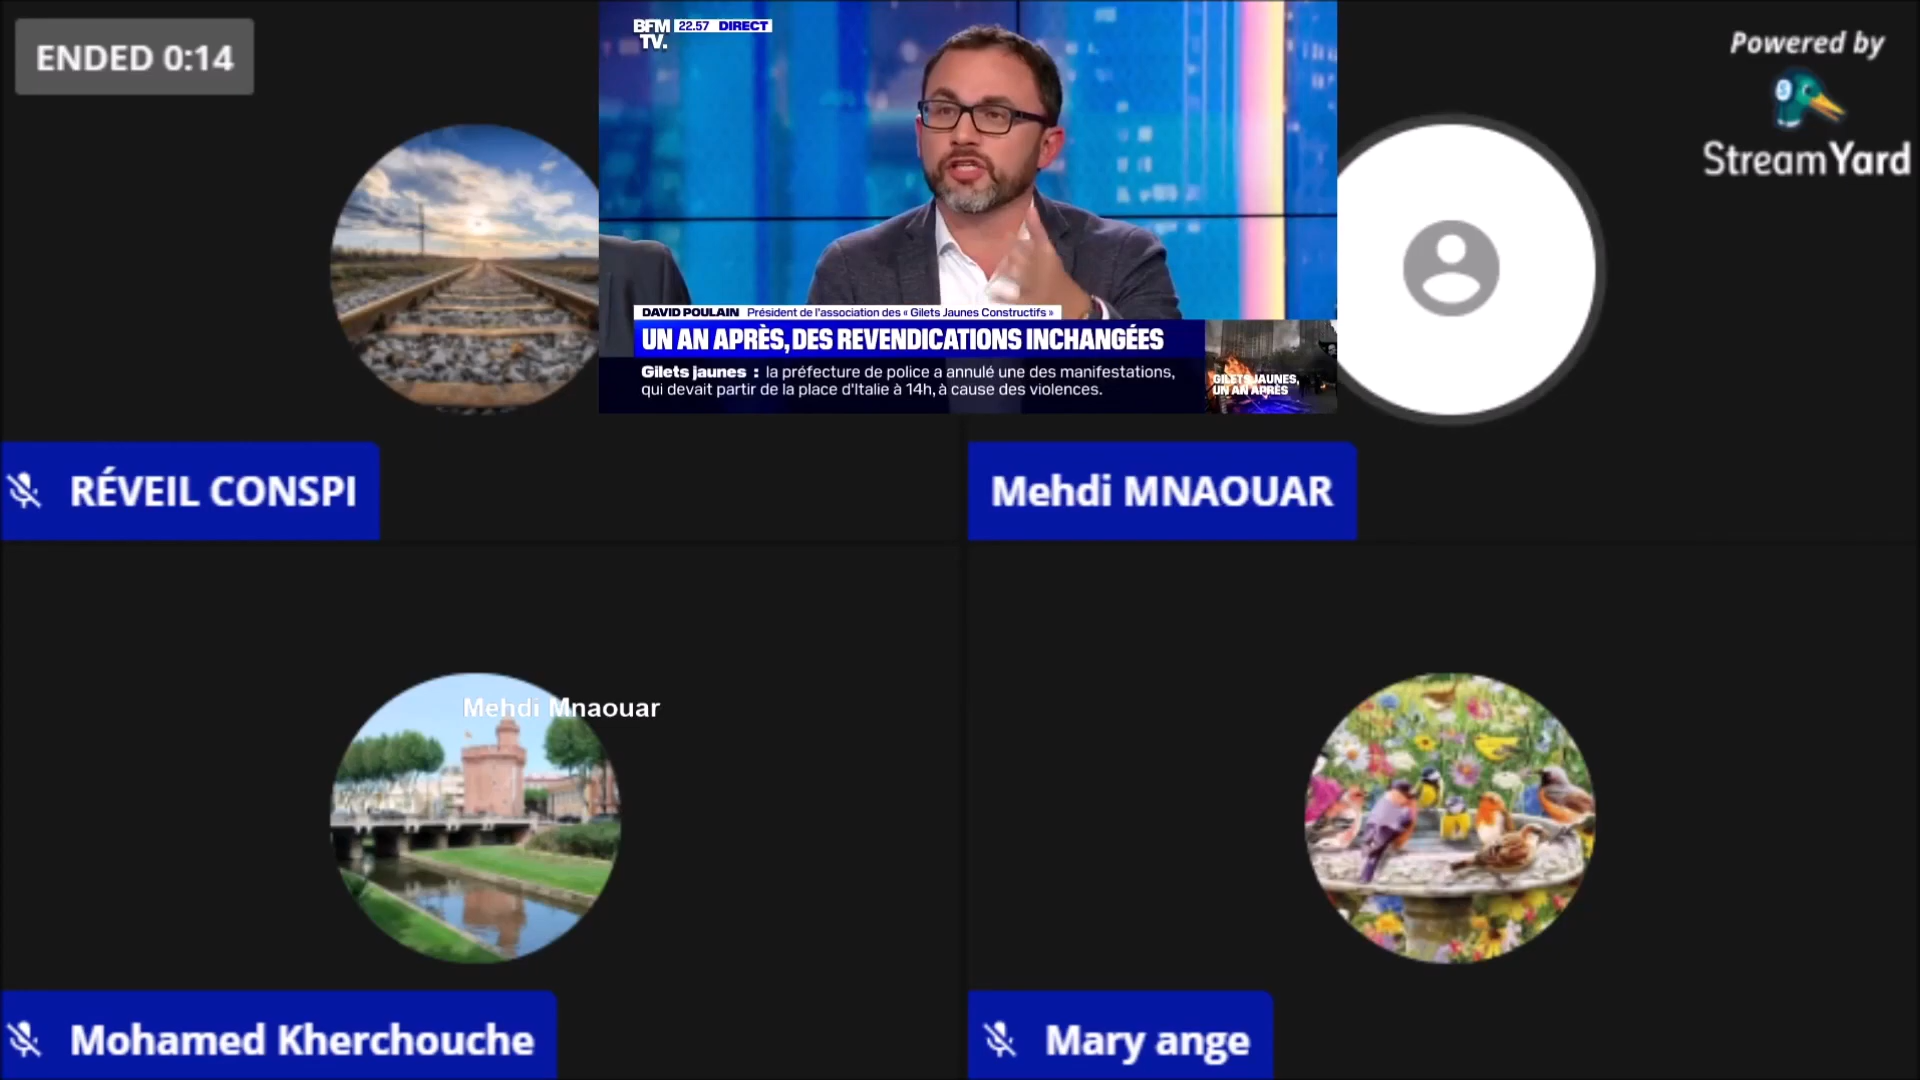 ENDED 0:14
BFM
TV.
22.57 DIRECT
Powered by
StreamYard
DAVID POULAIN Président de l'association des « Gilets Jaunes Constructifs »
UN AN APRÈS, DES REVENDICATIONS INCHANGÉES
Gilets jaunes : la préfecture de police a annulé une des manifestations,
qui devait partir de la place d'Italie à 14h, à cause des violences.
GILETS JAUNES,
UN AN APRÈS
RÉVEIL CONSPI
Mehdi MNAOUAR
Mehdi Mnaouar
Mohamed Kherchouche
Mary ange